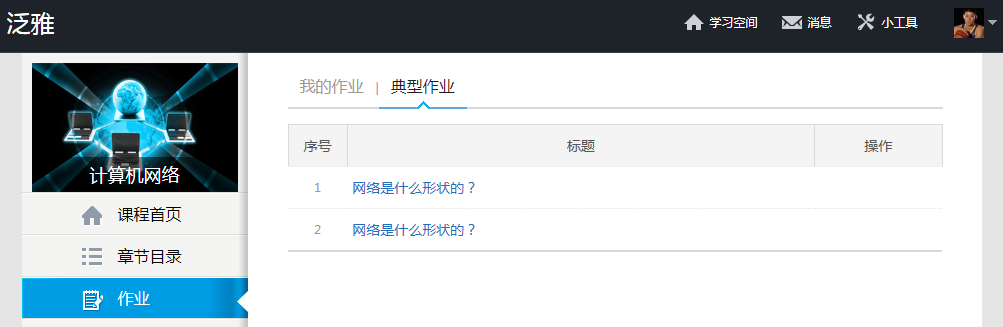 泛雅 学习空间 消息 小工具
计算机网络
课程首页
章节目录
作业
我的作业 | 典型作业
序号 标题 操作
1 网络是什么形状的？
2 网络是什么形状的？